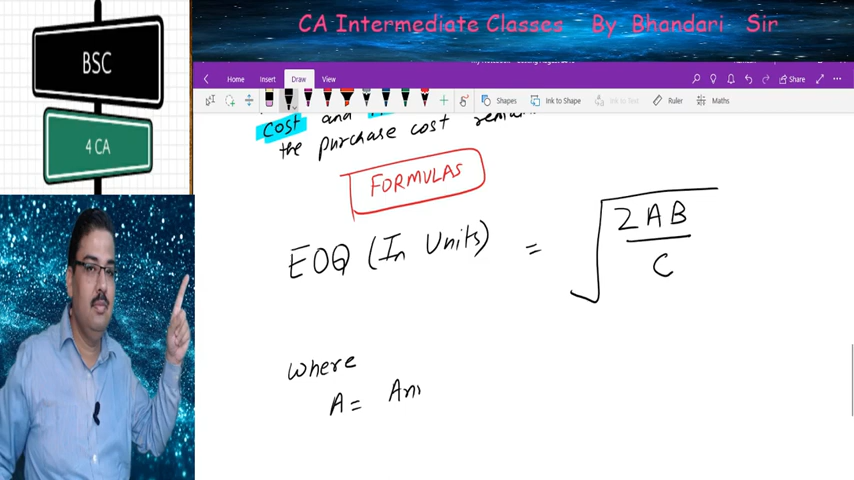 BSC
4 CA
CA Intermediate Classes By Bhandari Sir
Home Insert Draw View Share
Shapes Ink to Shape Ink to Text Ruler Maths
cost and
the purchase cost
FORMULAS
EOQ (In Units) = √ 2AB
C
where
A = Ann